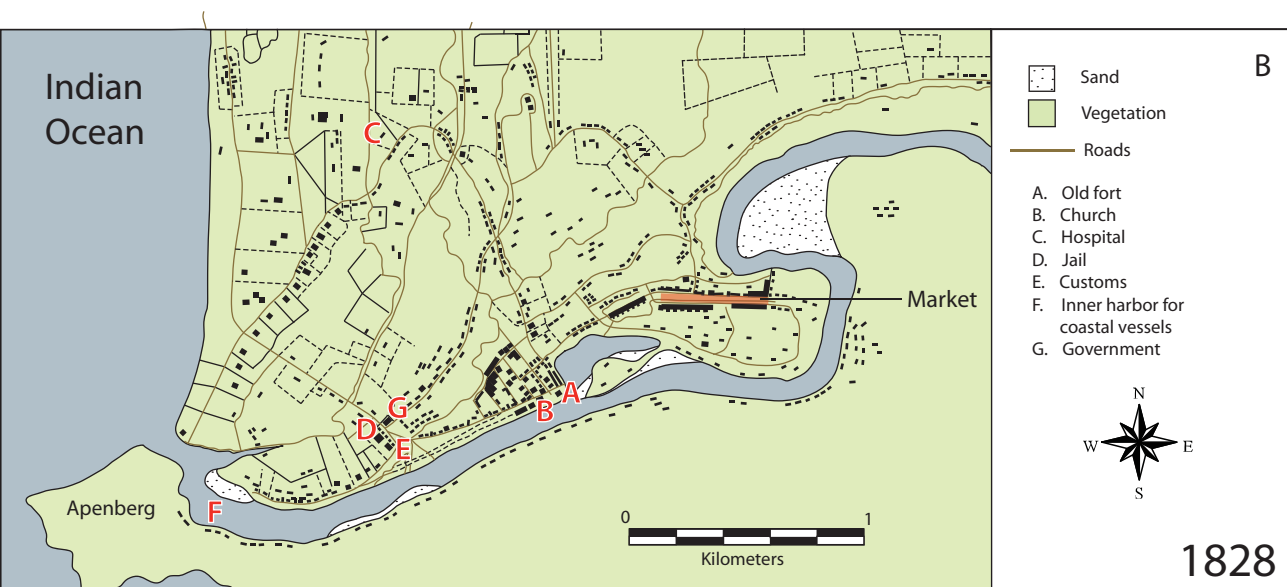 Indian
Ocean
C
G
D
E
B
A
F
Apenberg
Market
0
1
Kilometers
B
Sand
Vegetation
Roads
A. Old fort
B. Church
C. Hospital
D. Jail
E. Customs
F. Inner harbor for
coastal vessels
G. Government
N
W
E
S
1828